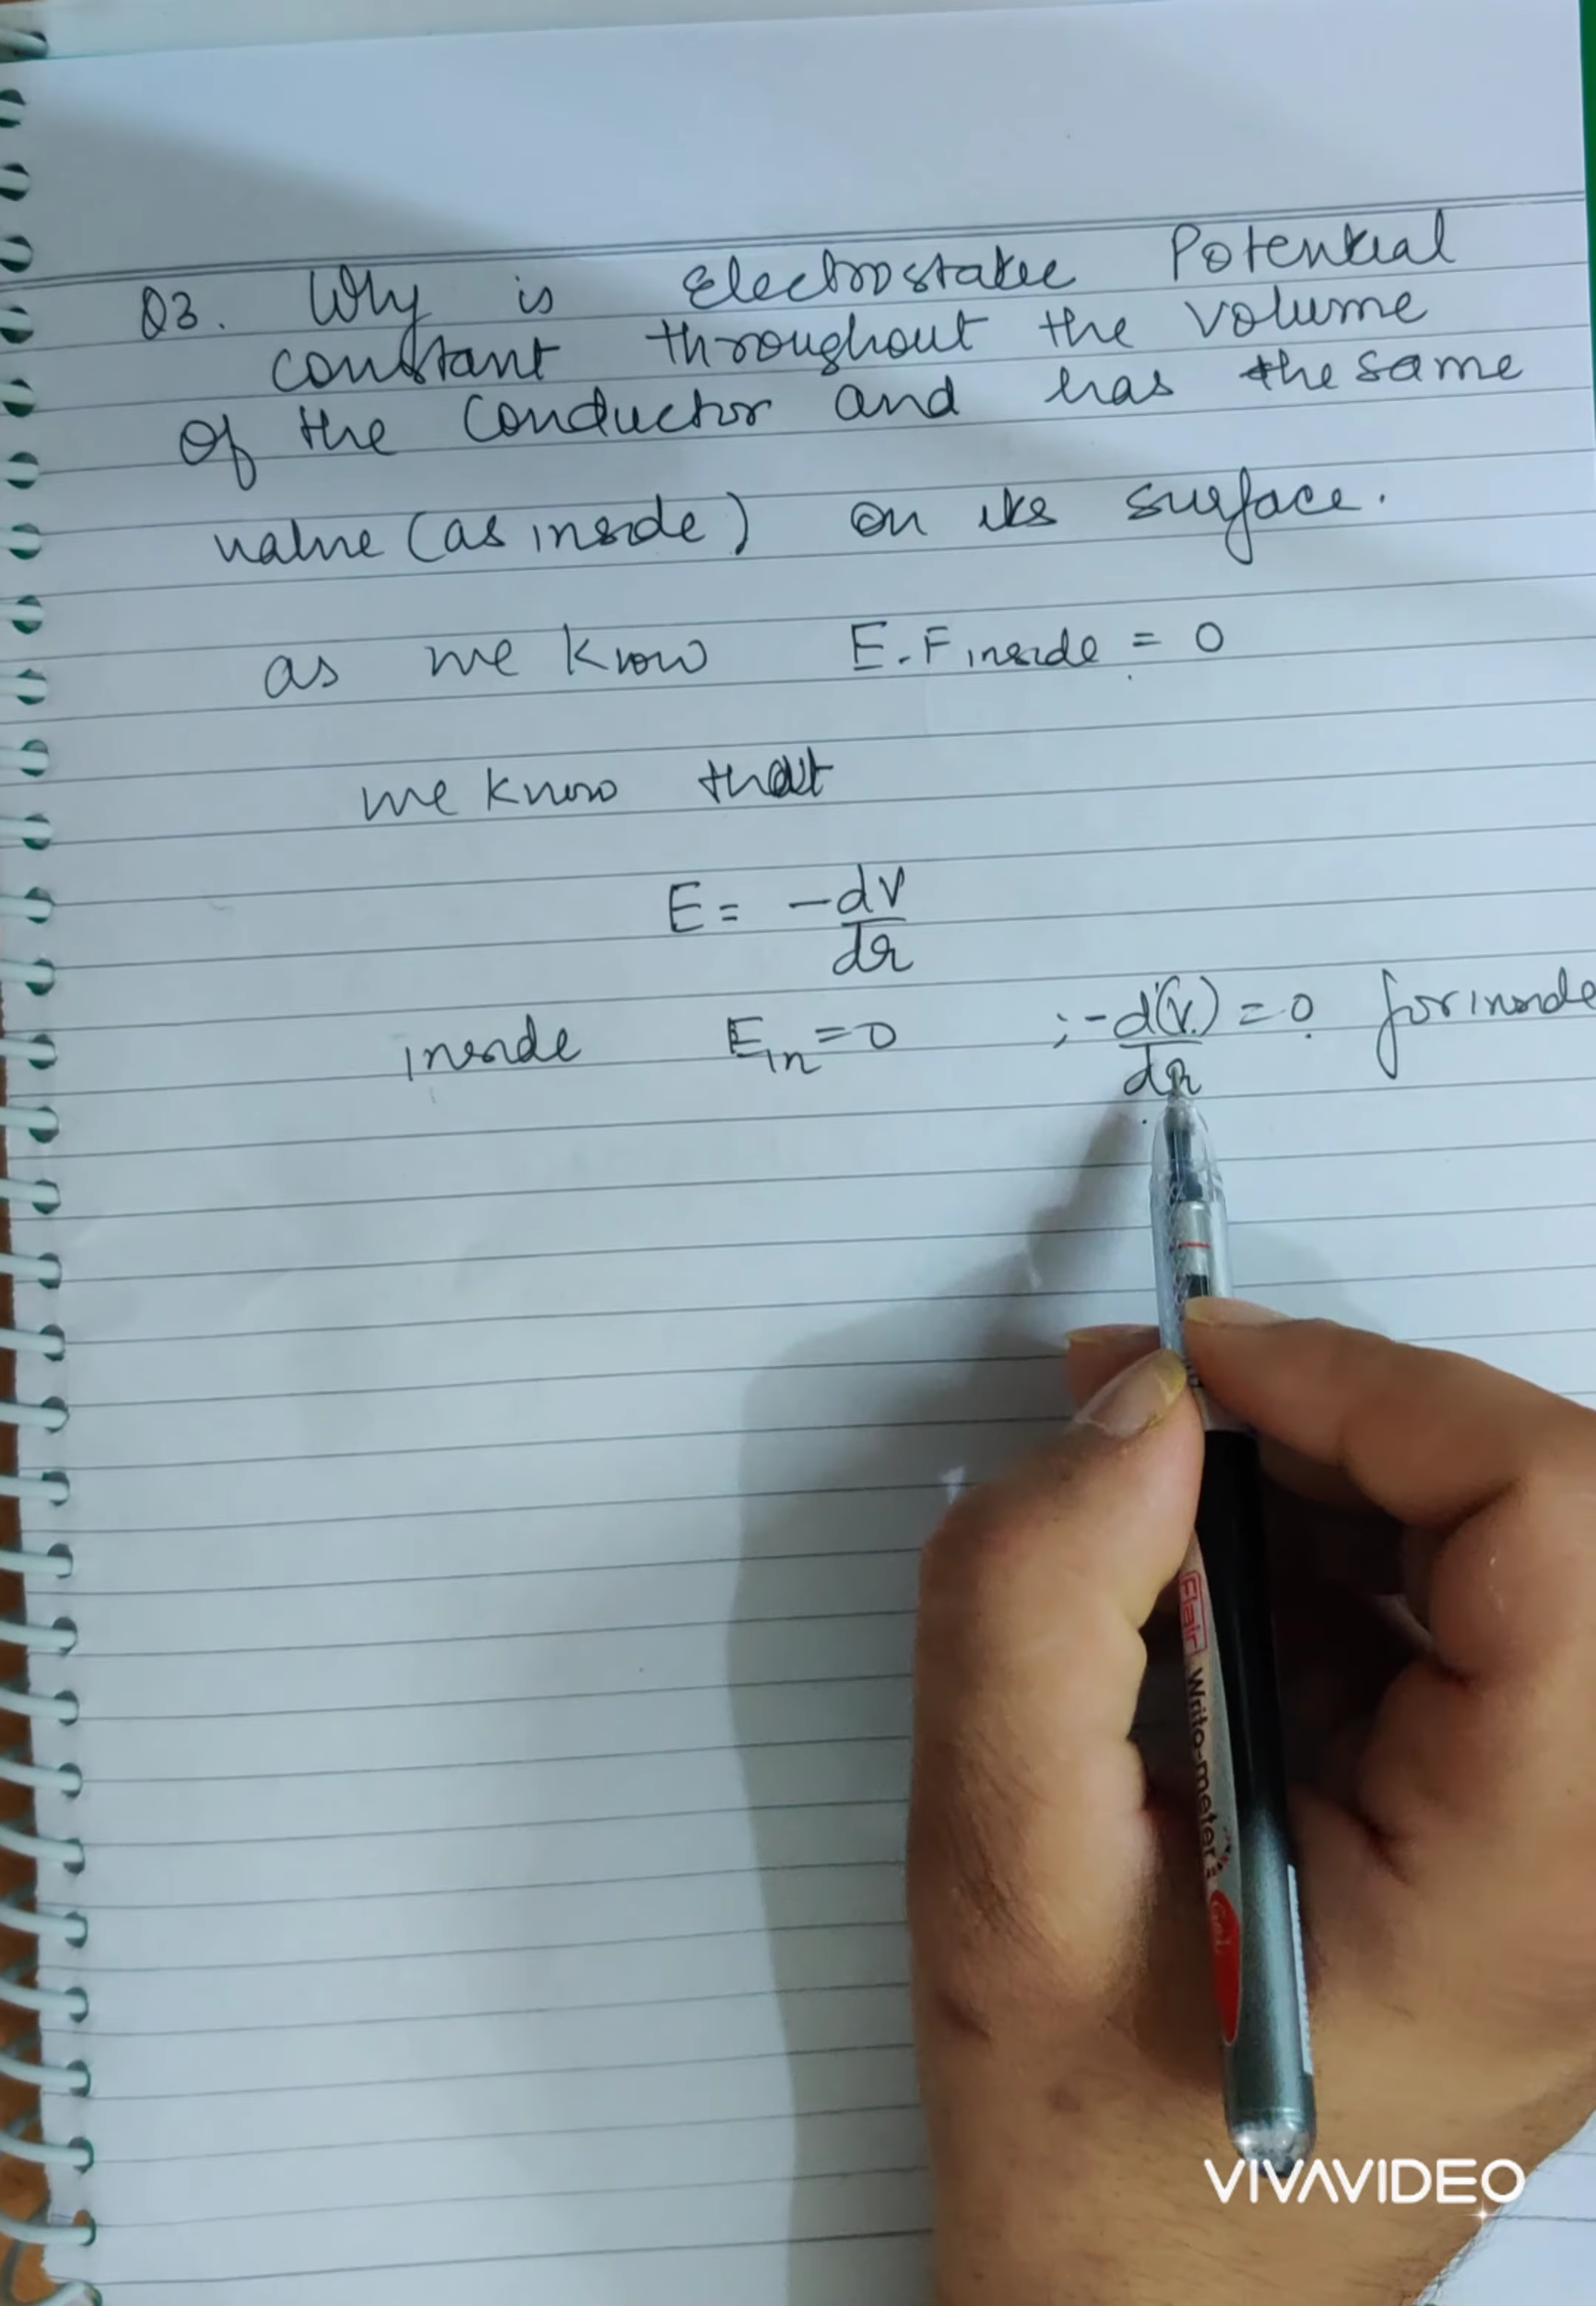 Q3. Why is Electrostatic Potential
constant throughout the volume
of the conductor and has the same
value (as inside) on its surface.
as we know E.F inside = 0
we know that
E = -dV/dr
inside E_in = 0 ; -d(V)/dr = 0 for inside
Flair Writo-meter Gel
VIVAVIDEO